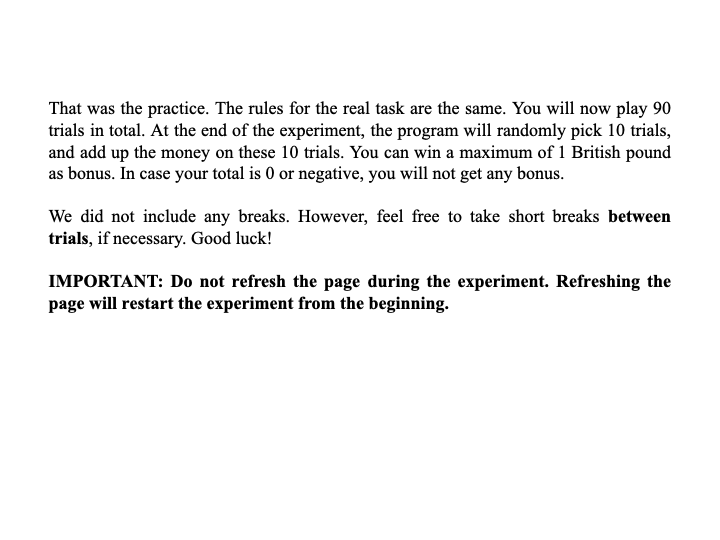 That was the practice. The rules for the real task are the same. You will now play 90
trials in total. At the end of the experiment, the program will randomly pick 10 trials,
and add up the money on these 10 trials. You can win a maximum of 1 British pound
as bonus. In case your total is 0 or negative, you will not get any bonus.
We did not include any breaks. However, feel free to take short breaks between
trials, if necessary. Good luck!
IMPORTANT: Do not refresh the page during the experiment. Refreshing the
page will restart the experiment from the beginning.